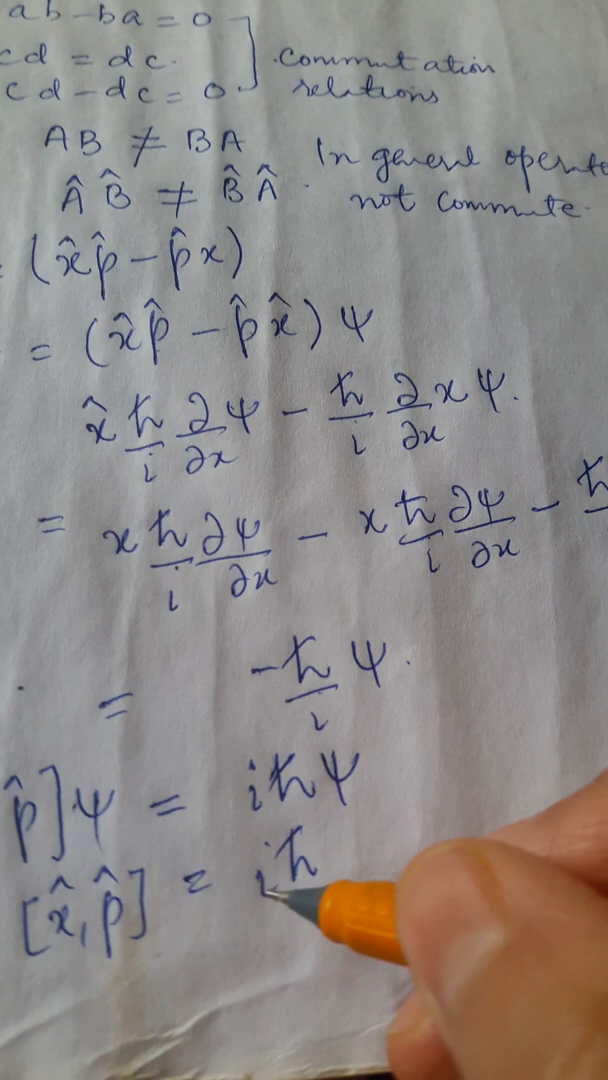 ab-ba=0
cd = dc.
cd-dc=0
commutation
relations
AB ≠ BA
ÂB̂ ≠ B̂Â.
In general
not commute.
(x̂p̂-p̂x)
= (x̂p̂ - p̂x̂)ψ
x̂ ħ/i ∂/∂x ψ - ħ/i ∂/∂x xψ.
= x ħ/i ∂ψ/∂x - x ħ/i ∂ψ/∂x - ħ
= -ħ/i ψ.
p̂]ψ = iħψ
[x̂,p̂] = iħ